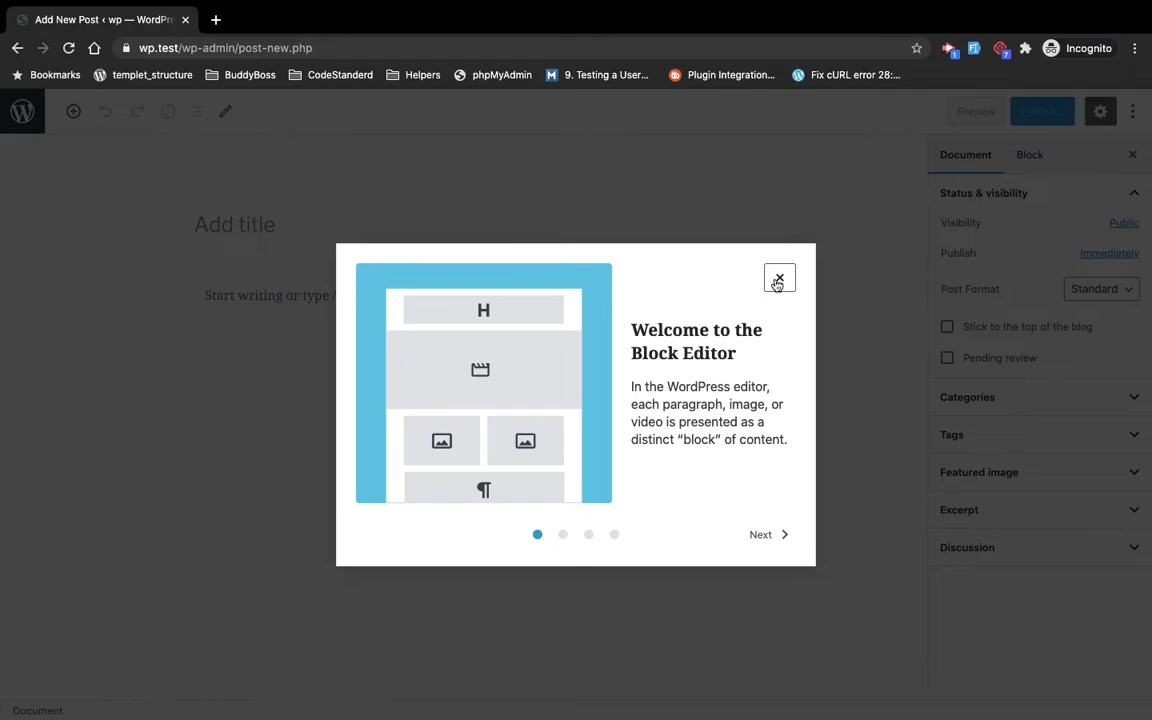 Add New Post ‹ wp — WordPre
wp.test/wp-admin/post-new.php
1
7
Incognito
Bookmarks
templet_structure
BuddyBoss
CodeStanderd
Helpers
phpMyAdmin
9. Testing a User...
Plugin Integration...
Fix cURL error 28:...
Preview
Publish...
Document
Block
Status & visibility
Visibility
Public
Publish
Immediately
Post Format
Standard
Stick to the top of the blog
Pending review
Categories
Tags
Featured image
Excerpt
Discussion
Add title
Start writing or type /
H
Welcome to the
Block Editor
In the WordPress editor,
each paragraph, image, or
video is presented as a
distinct “block” of content.
¶
Next
Document